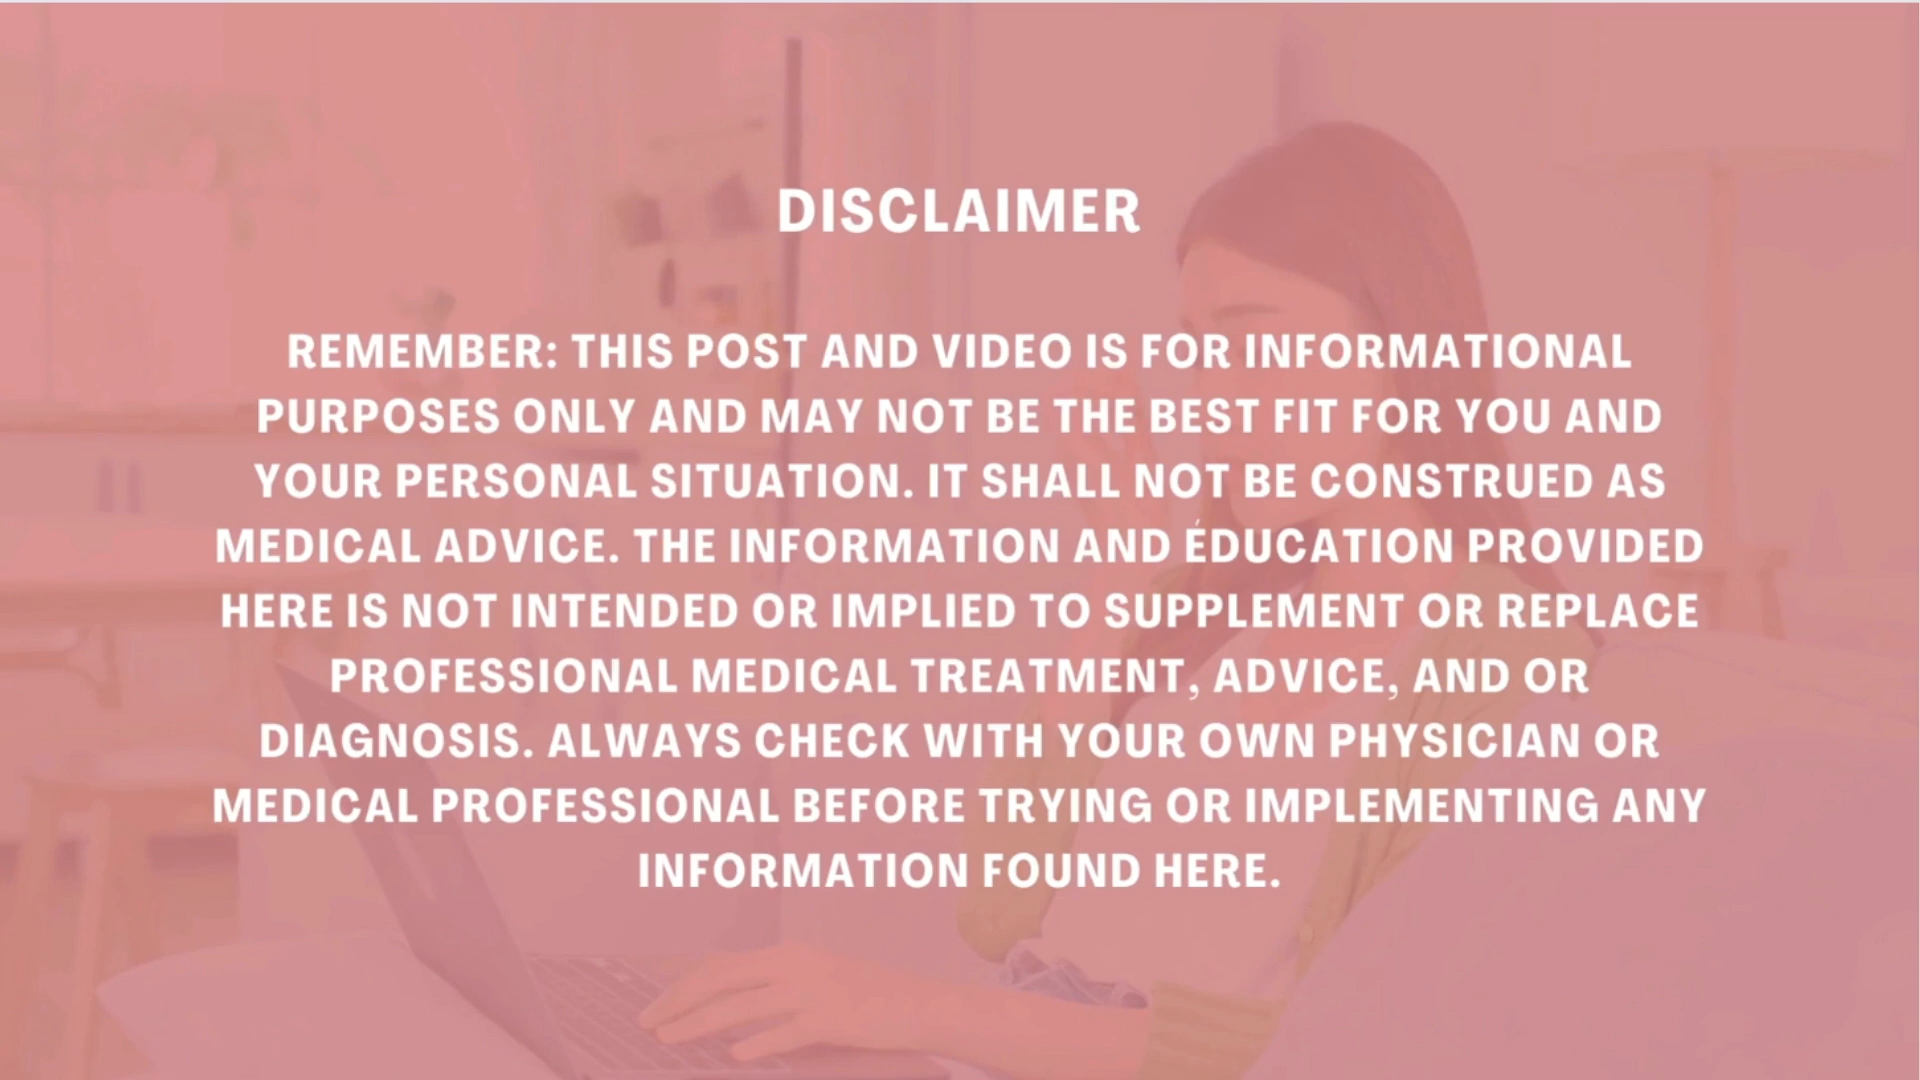 DISCLAIMER
REMEMBER: THIS POST AND VIDEO IS FOR INFORMATIONAL
PURPOSES ONLY AND MAY NOT BE THE BEST FIT FOR YOU AND
YOUR PERSONAL SITUATION. IT SHALL NOT BE CONSTRUED AS
MEDICAL ADVICE. THE INFORMATION AND ÉDUCATION PROVIDED
HERE IS NOT INTENDED OR IMPLIED TO SUPPLEMENT OR REPLACE
PROFESSIONAL MEDICAL TREATMENT, ADVICE, AND OR
DIAGNOSIS. ALWAYS CHECK WITH YOUR OWN PHYSICIAN OR
MEDICAL PROFESSIONAL BEFORE TRYING OR IMPLEMENTING ANY
INFORMATION FOUND HERE.